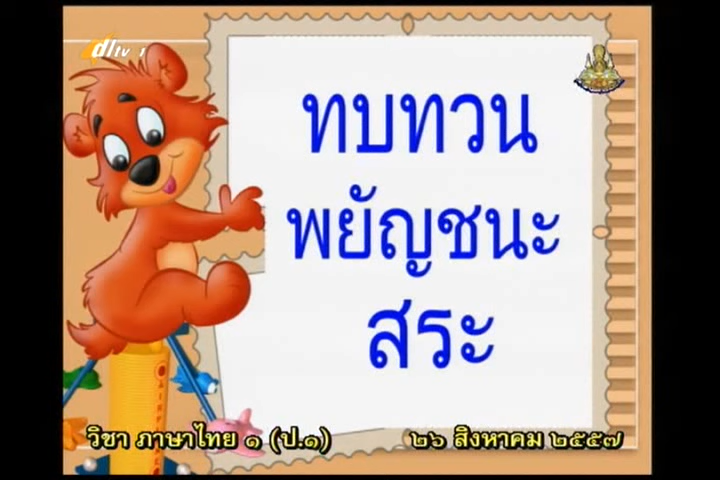 dltv 1
ทบทวน
พยัญชนะ
สระ
วิชา ภาษาไทย ๑ (ป.๑)
๒๖ สิงหาคม ๒๕๕๗